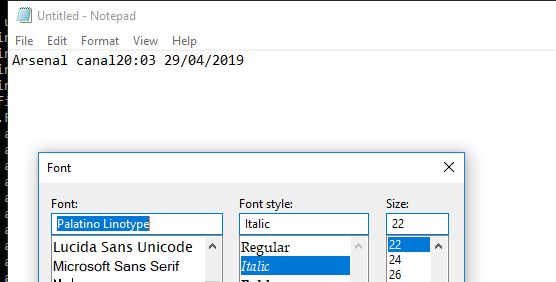 Untitled - Notepad
File Edit Format View Help
Arsenal canal20:03 29/04/2019
Font
Font: Font style: Size:
Palatino Linotype Italic 22
Lucida Sans Unicode Regular 22
Microsoft Sans Serif Italic 24
26